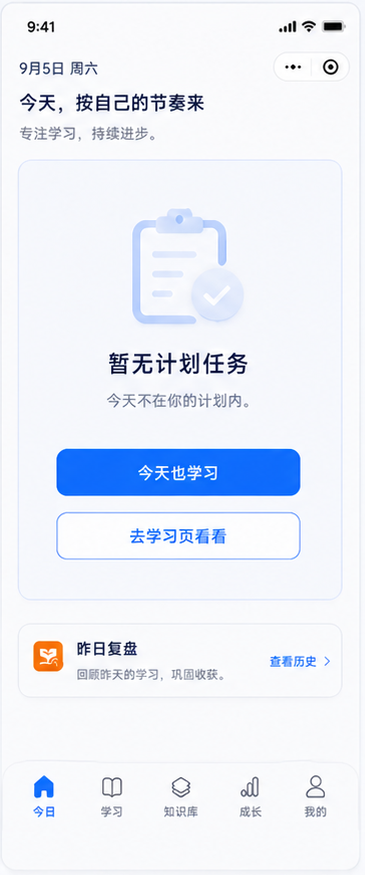 9:41
9月5日 周六
今天，按自己的节奏来
专注学习，持续进步。
暂无计划任务
今天不在你的计划内。
今天也学习
去学习页看看
昨日复盘
回顾昨天的学习，巩固收获。
查看历史
今日
学习
知识库
成长
我的